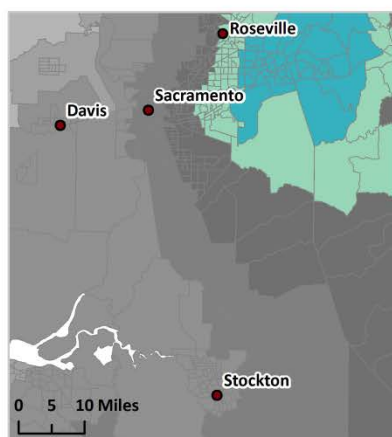 Roseville
Sacramento
Davis
Stockton
0 5 10 Miles